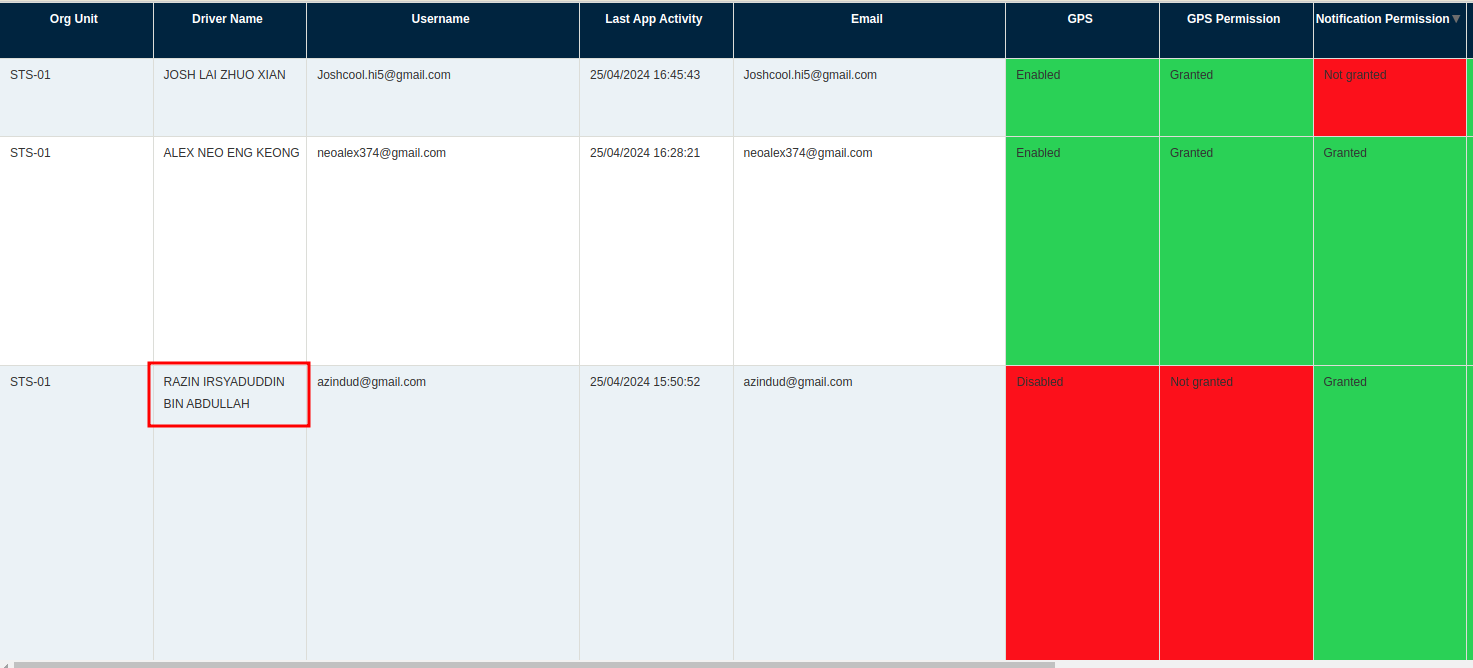 Org Unit Driver Name Username Last App Activity Email GPS GPS Permission Notification Permission
STS-01 JOSH LAI ZHUO XIAN Joshcool.hi5@gmail.com 25/04/2024 16:45:43 Joshcool.hi5@gmail.com Enabled Granted Not granted
STS-01 ALEX NEO ENG KEONG neoalex374@gmail.com 25/04/2024 16:28:21 neoalex374@gmail.com Enabled Granted Granted
STS-01 RAZIN IRSYADUDDIN azindud@gmail.com 25/04/2024 15:50:52 azindud@gmail.com Disabled Not granted Granted
BIN ABDULLAH